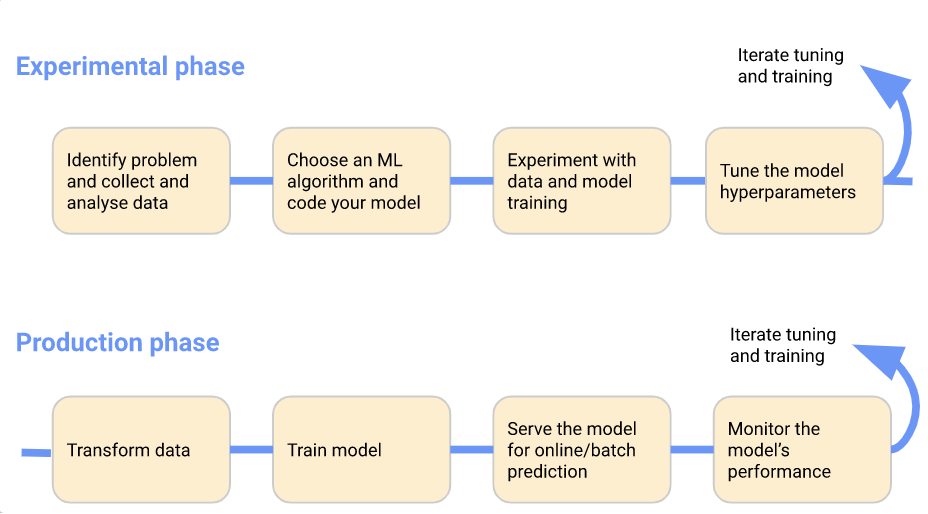 Experimental phase
Iterate tuning
and training
Identify problem
and collect and
analyse data
Choose an ML
algorithm and
code your model
Experiment with
data and model
training
Tune the model
hyperparameters
Production phase
Iterate tuning
and training
Transform data
Train model
Serve the model
for online/batch
prediction
Monitor the
model's
performance